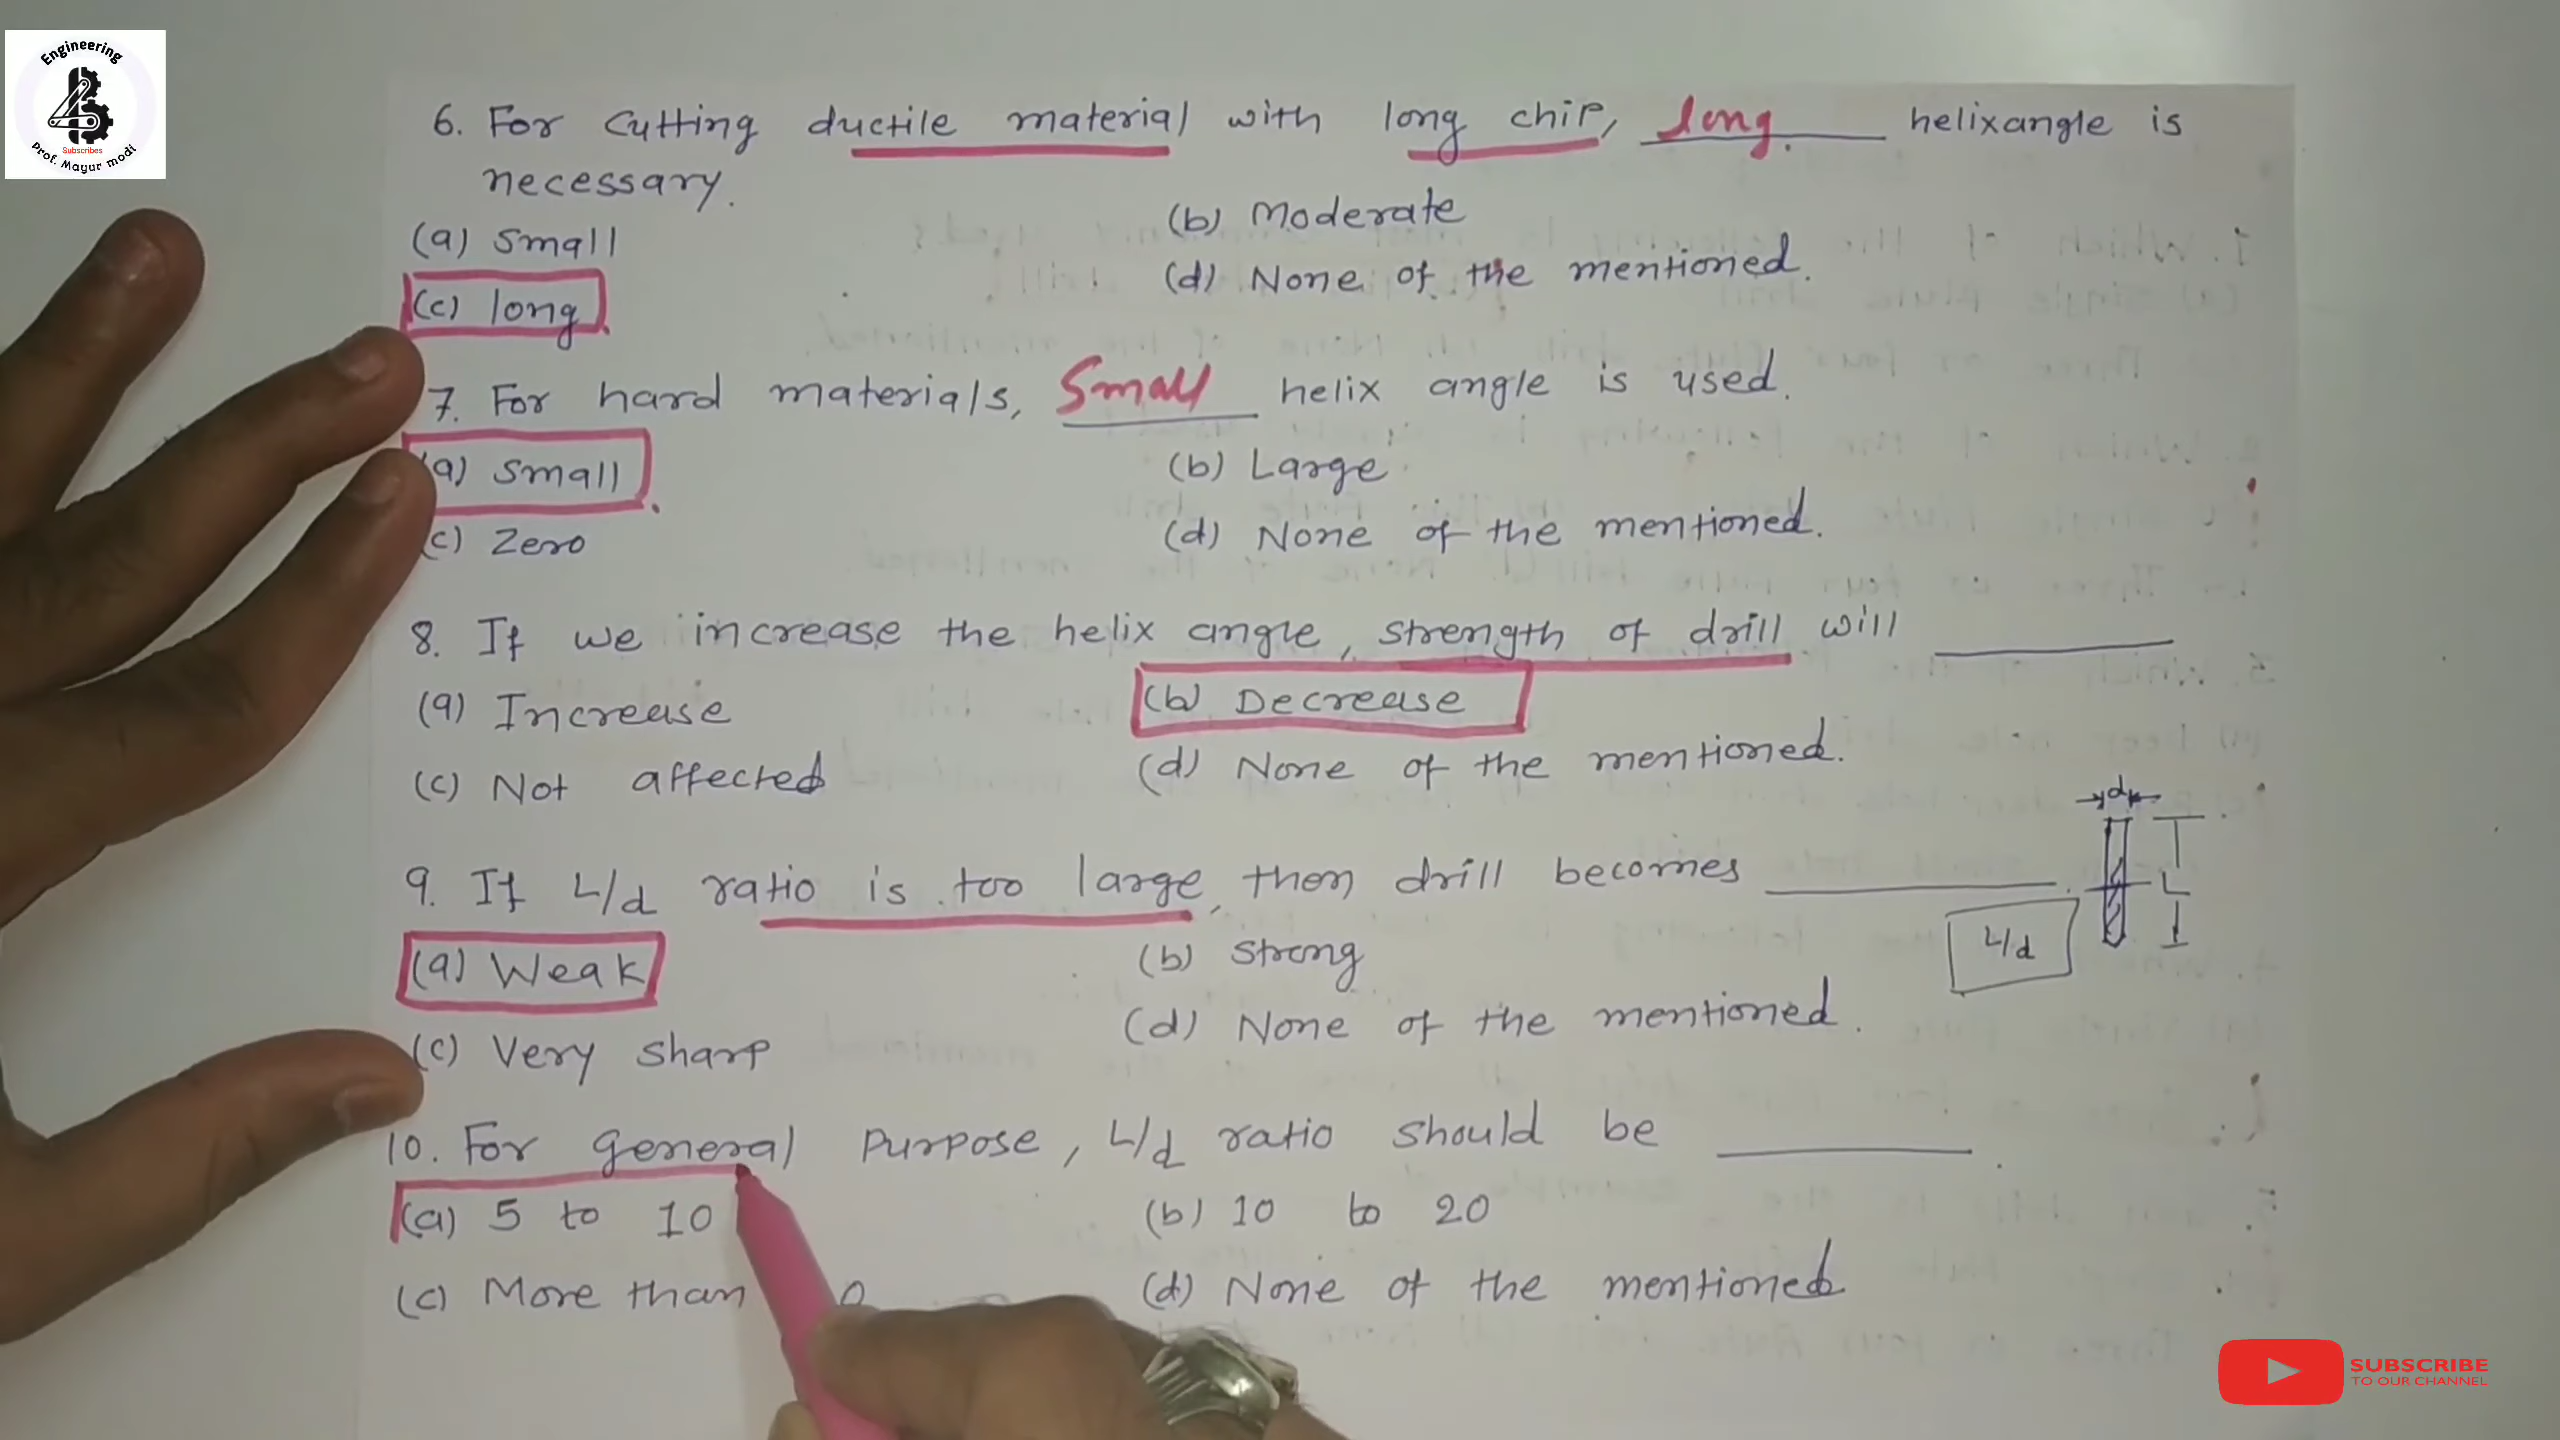 Engineering
Subscribes
Prof. Mayur modi
6. For Cutting ductile material with long chip, long helixangle is
necessary.
(a) Small
(b) Moderate
(c) long
(d) None of the mentioned.
7. For hard materials, Small helix angle is used.
(a) Small
(b) Large
(c) Zero
(d) None of the mentioned.
8. If we increase the helix angle, strength of drill will
(a) Increase
(b) Decrease
(c) Not affected
(d) None of the mentioned.
d
L
L/d
9. If L/d ratio is too large, then drill becomes
(a) Weak
(b) Strong
(c) Very sharp
(d) None of the mentioned.
10. For general Purpose, L/d ratio should be
(a) 5 to 10
(b) 10 to 20
(c) More than
(d) None of the mentioned
SUBSCRIBE
TO OUR CHANNEL